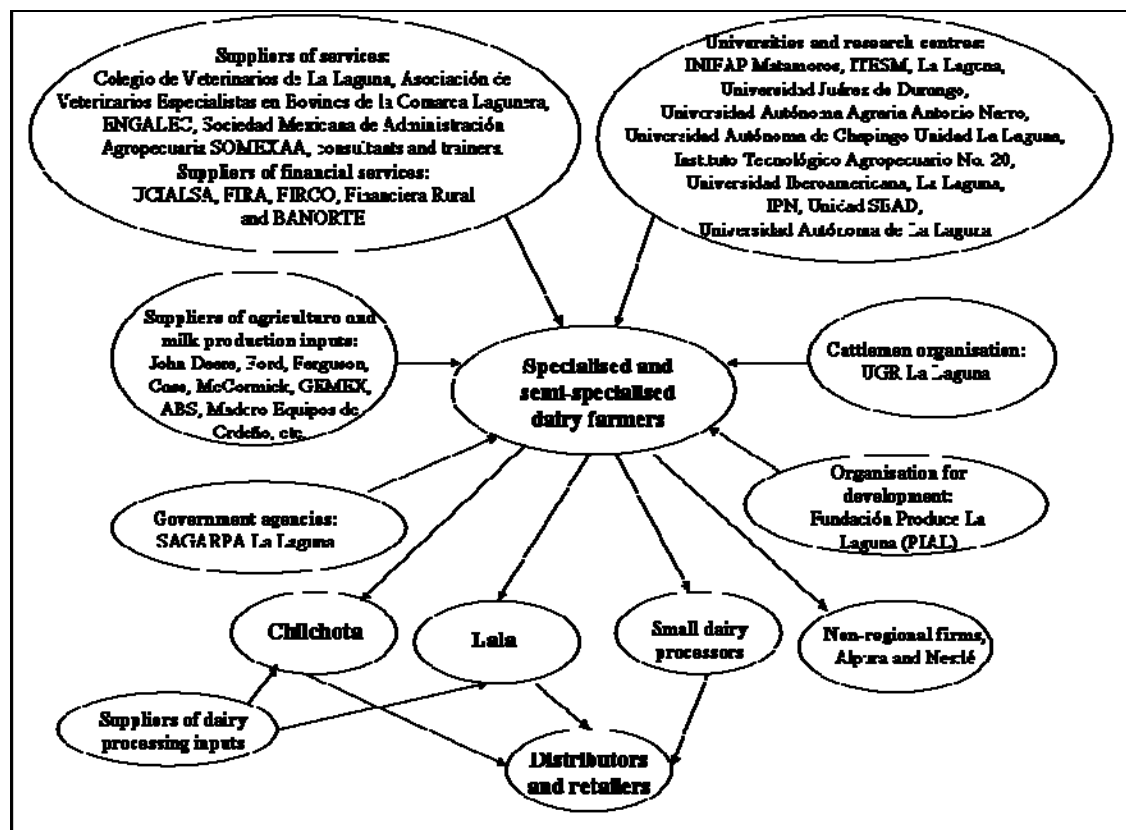 Suppliers of services:
Colegio de Veterinarios de La Laguna, Asociación de
Veterinarios Especialistas en Bovinos de la Comarca Lagunera,
ENGALEC, Sociedad Mexicana de Administración
Agropecuaria SOMEXAA, consultants and trainers.
Suppliers of financial services:
FIRA, FIRCO, Financiera Rural
and BANORTE
Universities and research centres:
INIFAP Matamoros, ITESM, La Laguna,
Universidad Juárez de Durango,
Universidad Autónoma Agraria Antonio Narro,
Universidad Autónoma de Chapingo Unidad La Laguna,
Instituto Tecnológico Agropecuario No. 20,
Universidad Iberoamericana, La Laguna,
IPN, Unidad
Universidad Autónoma de La Laguna
Suppliers of agriculture and
milk production inputs:
John Deere, Ford, Ferguson,
Case, McCormick, GEMEX,
ABS, Madero Equipos de
Ordeño, etc.
Specialised and
semi-specialised
dairy farmers
Cattlemen organisation:
UGR La Laguna
Government agencies:
SAGARPA La Laguna
Organisation for
development:
Fundación Produce La
Laguna (PIAL)
Chilchota
Lala
Small dairy
processors
Non-regional firms,
Alpura and Nestlé
Suppliers of dairy
processing inputs
Distributors
and retailers